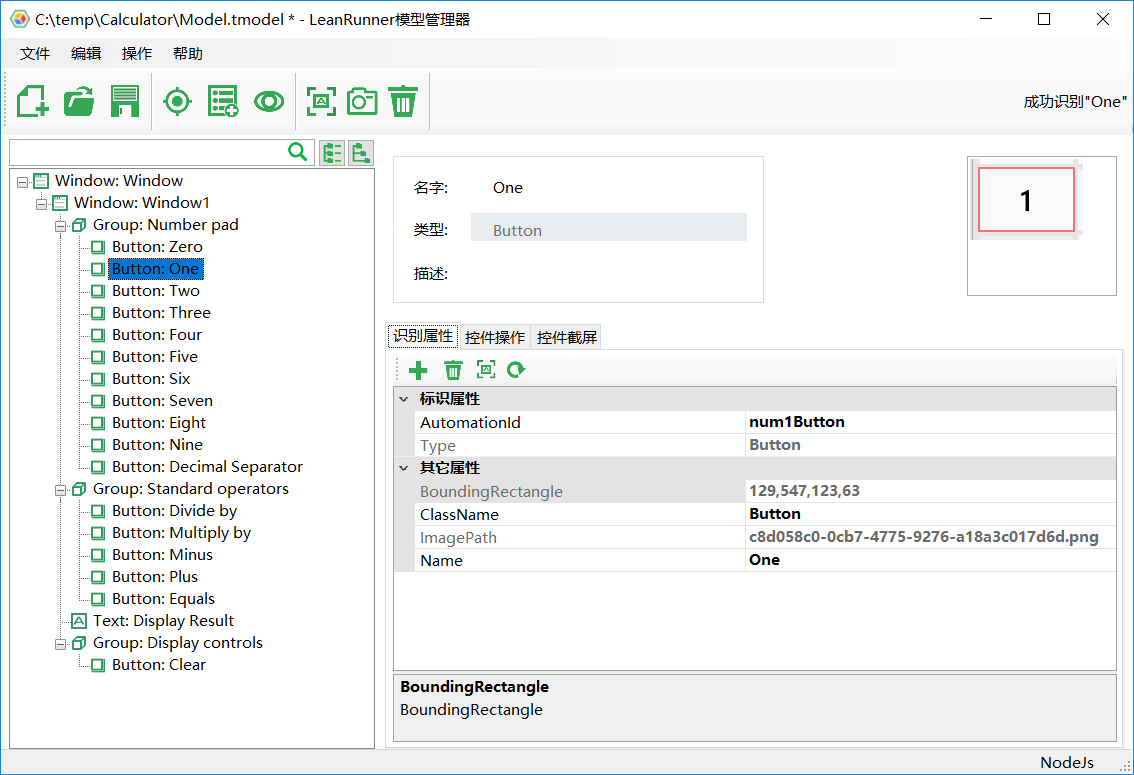 C:\temp\Calculator\Model.tmodel * - LeanRunner模型管理器
文件 编辑 操作 帮助
成功识别"One"
Window: Window
Window: Window1
Group: Number pad
Button: Zero
Button: One
Button: Two
Button: Three
Button: Four
Button: Five
Button: Six
Button: Seven
Button: Eight
Button: Nine
Button: Decimal Separator
Group: Standard operators
Button: Divide by
Button: Multiply by
Button: Minus
Button: Plus
Button: Equals
Text: Display Result
Group: Display controls
Button: Clear
名字: One
类型: Button
描述:
1
识别属性 控件操作 控件截屏
标识属性
AutomationId num1Button
Type Button
其它属性
BoundingRectangle 129,547,123,63
ClassName Button
ImagePath c8d058c0-0cb7-4775-9276-a18a3c017d6d.png
Name One
BoundingRectangle
BoundingRectangle
NodeJs